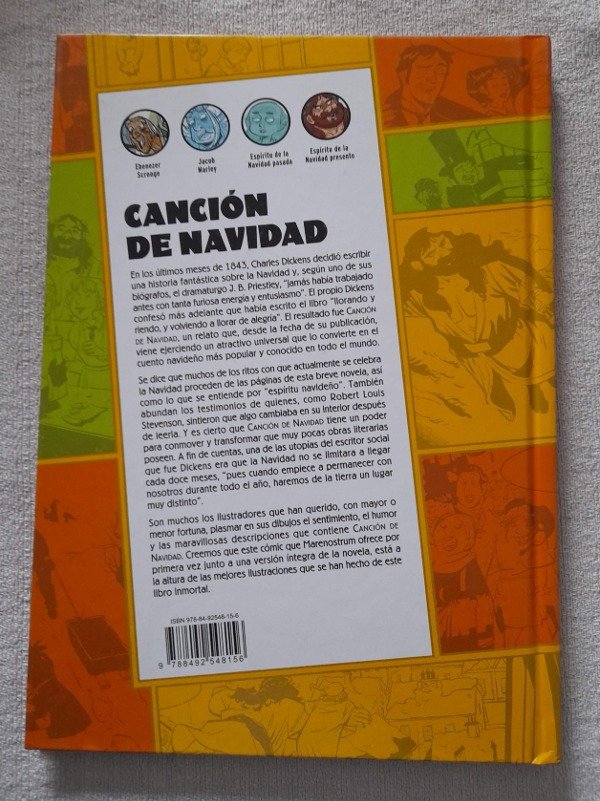 Ebenezer
Scrooge
Jacob
Marley
Espíritu de la
Navidad pasada
Espíritu de la
Navidad presente
CANCIÓN
DE NAVIDAD
En los últimos meses de 1843, Charles Dickens decidió escribir
una historia fantástica sobre la Navidad y, según uno de sus
biógrafos, el dramaturgo J. B. Priestley, "jamás había trabajado
antes con tanta furiosa energía y entusiasmo". El propio Dickens
confesó más adelante que había escrito el libro "llorando y
riendo, y volviendo a llorar de alegría". El resultado fue CANCIÓN
DE NAVIDAD, un relato que, desde la fecha de su publicación,
viene ejerciendo un atractivo universal que lo convierte en el
cuento navideño más popular y conocido en todo el mundo.
Se dice que muchos de los ritos con que actualmente se celebra
la Navidad proceden de las páginas de esta breve novela, así
como lo que se entiende por "espíritu navideño". También
abundan los testimonios de quienes, como Robert Louis
Stevenson, sintieron que algo cambiaba en su interior después
de leerla. Y es cierto que CANCIÓN DE NAVIDAD tiene un poder
para conmover y transformar que muy pocas obras literarias
poseen. A fin de cuentas, una de las utopías del escritor social
que fue Dickens era que la Navidad no se limitara a llegar
cada doce meses, "pues cuando empiece a permanecer con
nosotros durante todo el año, haremos de la tierra un lugar
muy distinto".
Son muchos los ilustradores que han querido, con mayor o
menor fortuna, plasmar en sus dibujos el sentimiento, el humor
y las maravillosas descripciones que contiene CANCIÓN DE
NAVIDAD. Creemos que este cómic que Marenostrum ofrece por
primera vez junto a una versión íntegra de la novela, está a
la altura de las mejores ilustraciones que se han hecho de este
libro inmortal.
ISBN 978-84-92548-15-6
9 788492 548156